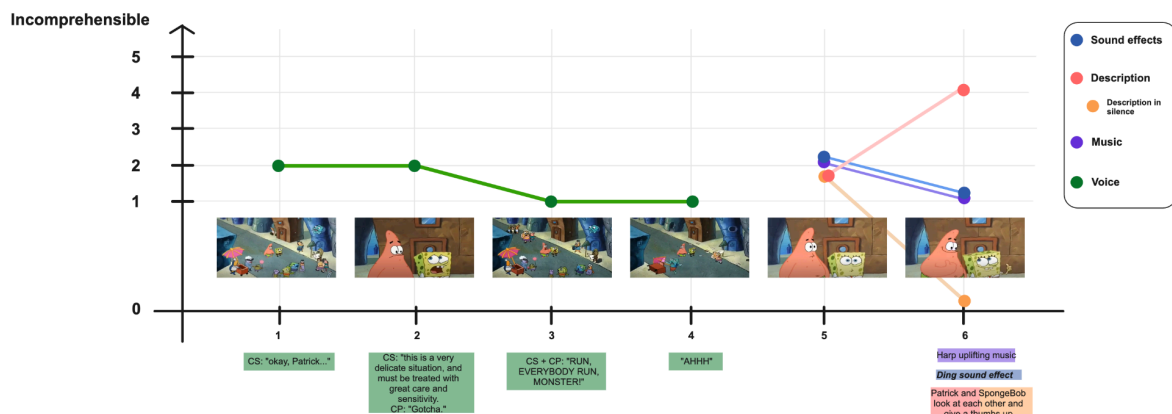 Incomprehensible
5
4
3
2
1
0
1
2
3
4
5
6
CS: "okay, Patrick..."
CS: "this is a very
delicate situation, and
must be treated with
great care and
sensitivity.
CP: "Gotcha."
CS + CP: "RUN,
EVERYBODY RUN,
MONSTER!"
"AHHH"
Harp uplifting music
Ding sound effect
Patrick and SpongeBob
look at each other and
give a thumbs up
Sound effects
Description
Description in
silence
Music
Voice